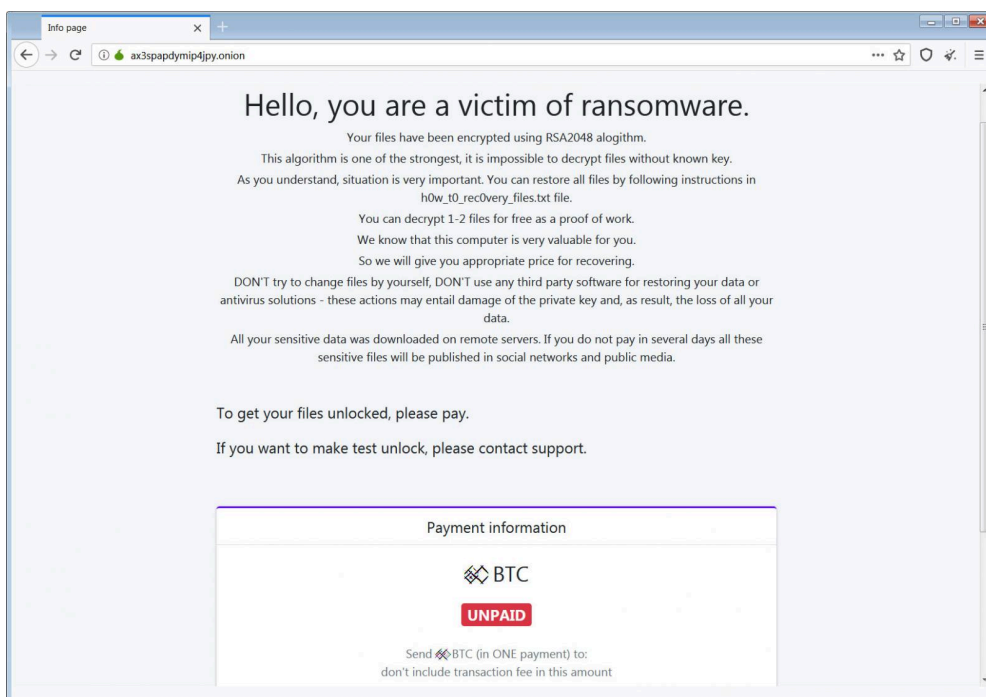 Info page
ax3spapdymip4jpy.onion
Hello, you are a victim of ransomware.
Your files have been encrypted using RSA2048 alogithm.
This algorithm is one of the strongest, it is impossible to decrypt files without known key.
As you understand, situation is very important. You can restore all files by following instructions in
h0w_t0_rec0very_files.txt file.
You can decrypt 1-2 files for free as a proof of work.
We know that this computer is very valuable for you.
So we will give you appropriate price for recovering.
DON'T try to change files by yourself, DON'T use any third party software for restoring your data or
antivirus solutions - these actions may entail damage of the private key and, as result, the loss of all your
data.
All your sensitive data was downloaded on remote servers. If you do not pay in several days all these
sensitive files will be published in social networks and public media.
To get your files unlocked, please pay.
If you want to make test unlock, please contact support.
Payment information
BTC
UNPAID
Send BTC (in ONE payment) to:
don't include transaction fee in this amount